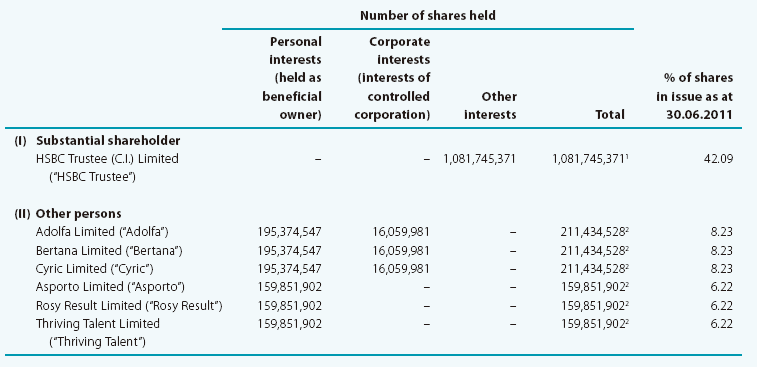 Number of shares held
Personal Corporate
interests interests
(held as (interests of % of shares
beneficial controlled Other in issue as at
owner) corporation) interests Total 30.06.2011
(I) Substantial shareholder
HSBC Trustee (C.I.) Limited – – 1,081,745,371 1,081,745,371¹ 42.09
("HSBC Trustee")
(II) Other persons
Adolfa Limited ("Adolfa") 195,374,547 16,059,981 – 211,434,528² 8.23
Bertana Limited ("Bertana") 195,374,547 16,059,981 – 211,434,528² 8.23
Cyric Limited ("Cyric") 195,374,547 16,059,981 – 211,434,528² 8.23
Asporto Limited ("Asporto") 159,851,902 – – 159,851,902² 6.22
Rosy Result Limited ("Rosy Result") 159,851,902 – – 159,851,902² 6.22
Thriving Talent Limited 159,851,902 – – 159,851,902² 6.22
("Thriving Talent")